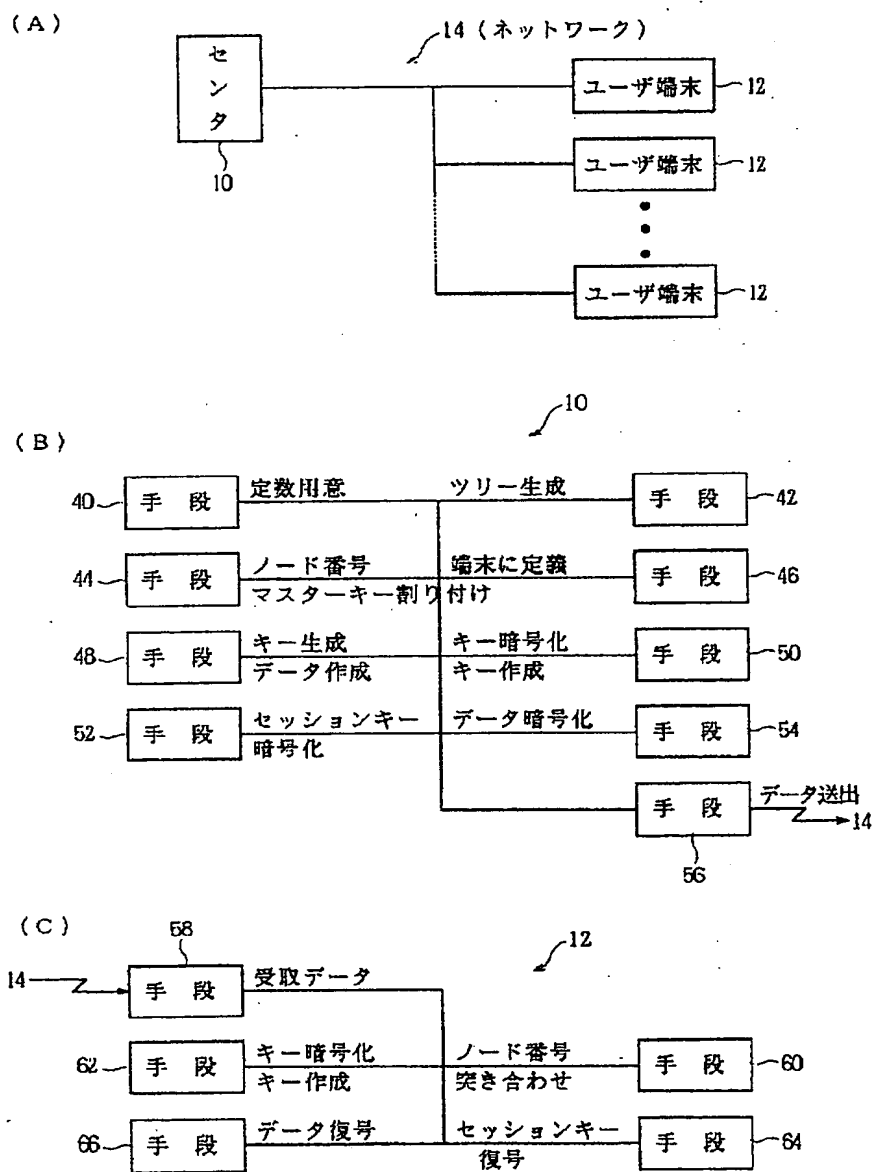 (A)
14(ネットワーク)
センタ
10
ユーザ端末 12
ユーザ端末 12
ユーザ端末 12
10
(B)
40 手段 定数用意 ツリー生成 手段 42
44 手段 ノード番号 端末に定義 手段 46
マスターキー割り付け
48 手段 キー生成 キー暗号化 手段 50
データ作成 キー作成
52 手段 セッションキー データ暗号化 手段 54
暗号化
手段 データ送出 14
56
(C)
58
12
14 手段 受取データ
62 手段 キー暗号化 ノード番号 手段 60
キー作成 突き合わせ
66 手段 データ復号 セッションキー 手段 64
復号